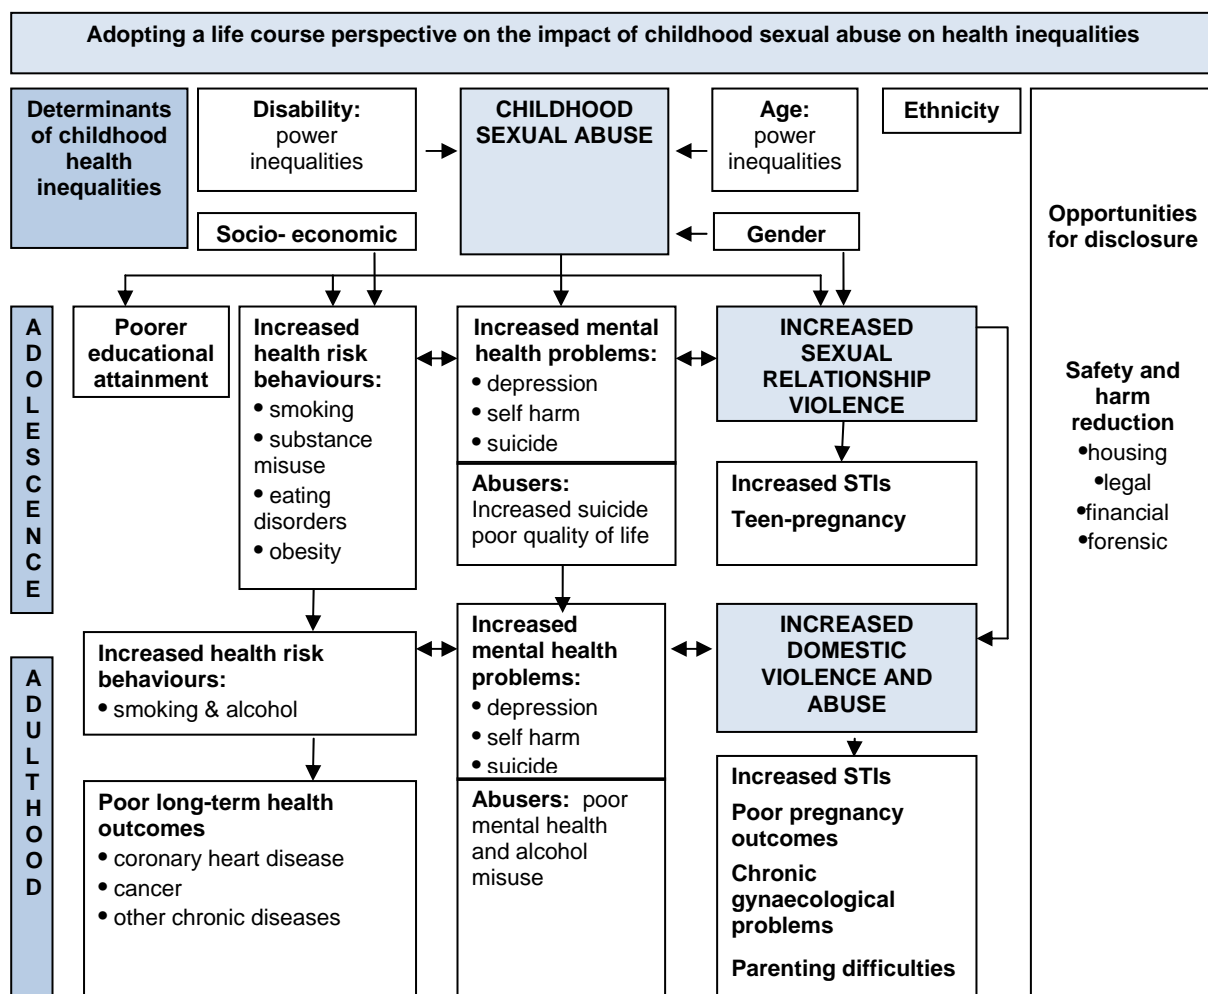 Adopting a life course perspective on the impact of childhood sexual abuse on health inequalities
Determinants
of childhood
health
inequalities
Disability:
power
inequalities
CHILDHOOD
SEXUAL ABUSE
Age:
power
inequalities
Ethnicity
Socio- economic
Gender
Opportunities
for disclosure
Safety and
harm
reduction
•housing
•legal
•financial
•forensic
ADOLESCENCE
Poorer
educational
attainment
Increased
health risk
behaviours:
• smoking
• substance
misuse
• eating
disorders
• obesity
Increased mental
health problems:
• depression
• self harm
• suicide
Abusers:
Increased suicide
poor quality of life
INCREASED
SEXUAL
RELATIONSHIP
VIOLENCE
Increased STIs
Teen-pregnancy
ADULTHOOD
Increased health risk
behaviours:
• smoking & alcohol
Poor long-term health
outcomes
• coronary heart disease
• cancer
• other chronic diseases
Increased
mental health
problems:
• depression
• self harm
• suicide
Abusers: poor
mental health
and alcohol
misuse
INCREASED
DOMESTIC
VIOLENCE AND
ABUSE
Increased STIs
Poor pregnancy
outcomes
Chronic
gynaecological
problems
Parenting difficulties